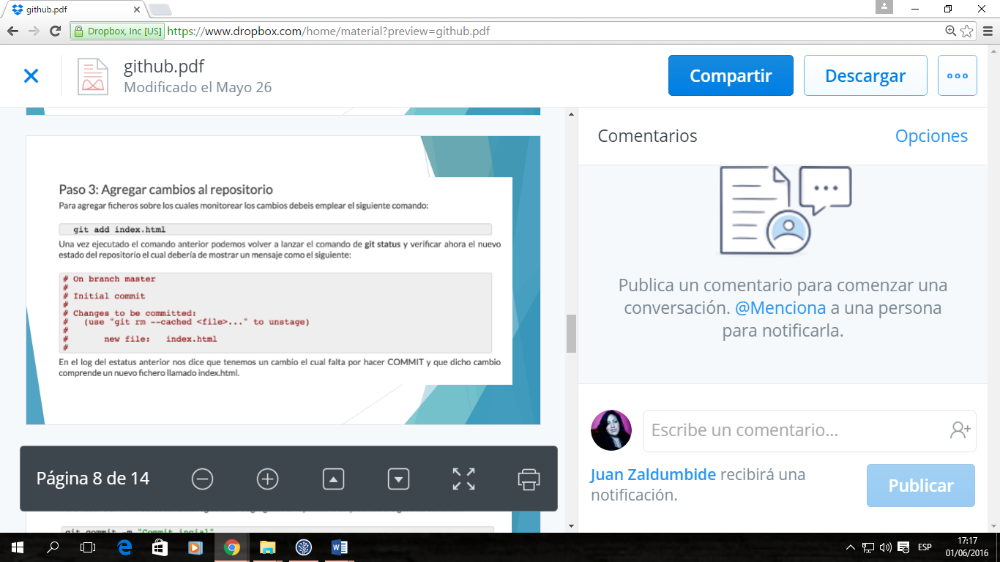 github.pdf
Dropbox, Inc [US] https://www.dropbox.com/home/material?preview=github.pdf
github.pdf
Modificado el Mayo 26
Compartir
Descargar
Paso 3: Agregar cambios al repositorio
Para agregar ficheros sobre los cuales monitorear los cambios debeis emplear el siguiente comando:
git add index.html
Una vez ejecutado el comando anterior podemos volver a lanzar el comando de git status y verificar ahora el nuevo
estado del repositorio el cual debería de mostrar un mensaje como el siguiente:
# On branch master
#
# Initial commit
#
# Changes to be committed:
#   (use "git rm --cached <file>..." to unstage)
#
#       new file:   index.html
#
En el log del estatus anterior nos dice que tenemos un cambio el cual falta por hacer COMMIT y que dicho cambio
comprende un nuevo fichero llamado index.html.
Página 8 de 14
git commit -m "Commit incial"
Comentarios
Opciones
Publica un comentario para comenzar una
conversación. @Menciona a una persona
para notificarla.
Escribe un comentario...
Juan Zaldumbide recibirá una
notificación.
Publicar
ESP
17:17
01/06/2016